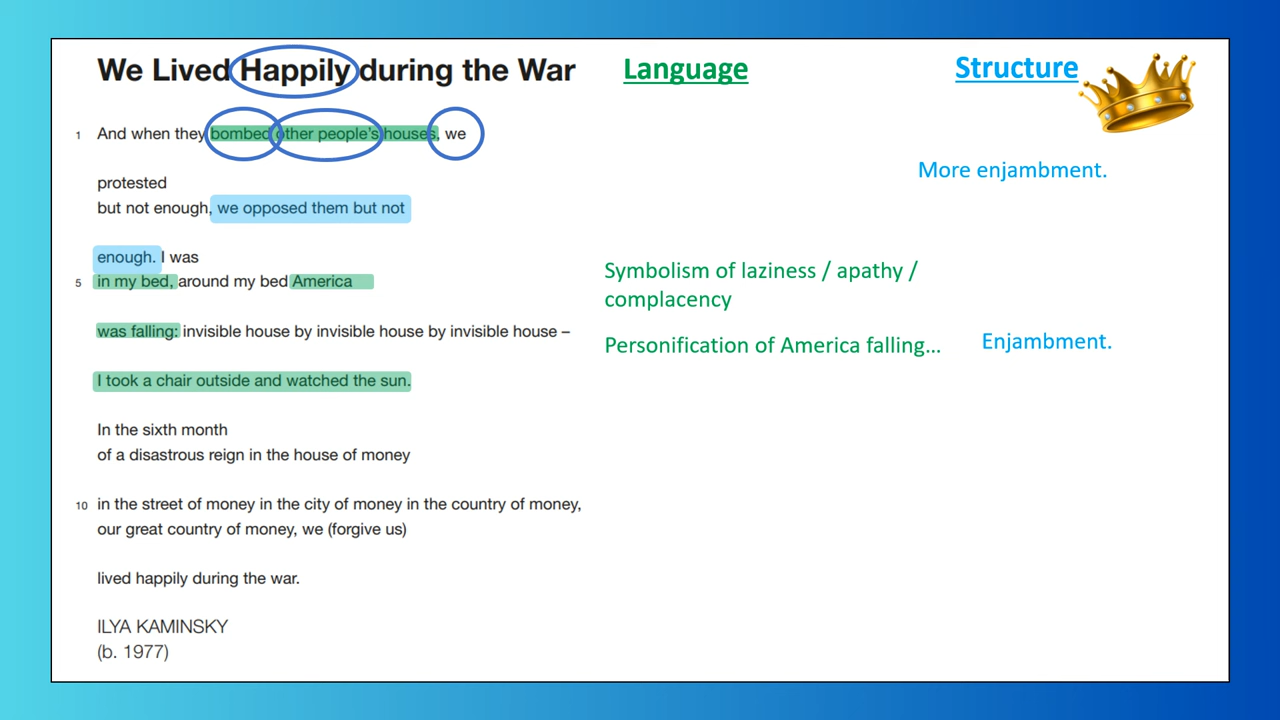 We Lived Happily during the War
Language
Structure
1 And when they bombed other people's houses, we
More enjambment.
protested
but not enough, we opposed them but not
enough. I was
5 in my bed, around my bed America
Symbolism of laziness / apathy /
complacency
was falling: invisible house by invisible house by invisible house –
Personification of America falling...
Enjambment.
I took a chair outside and watched the sun.
In the sixth month
of a disastrous reign in the house of money
10 in the street of money in the city of money in the country of money,
our great country of money, we (forgive us)
lived happily during the war.
ILYA KAMINSKY
(b. 1977)